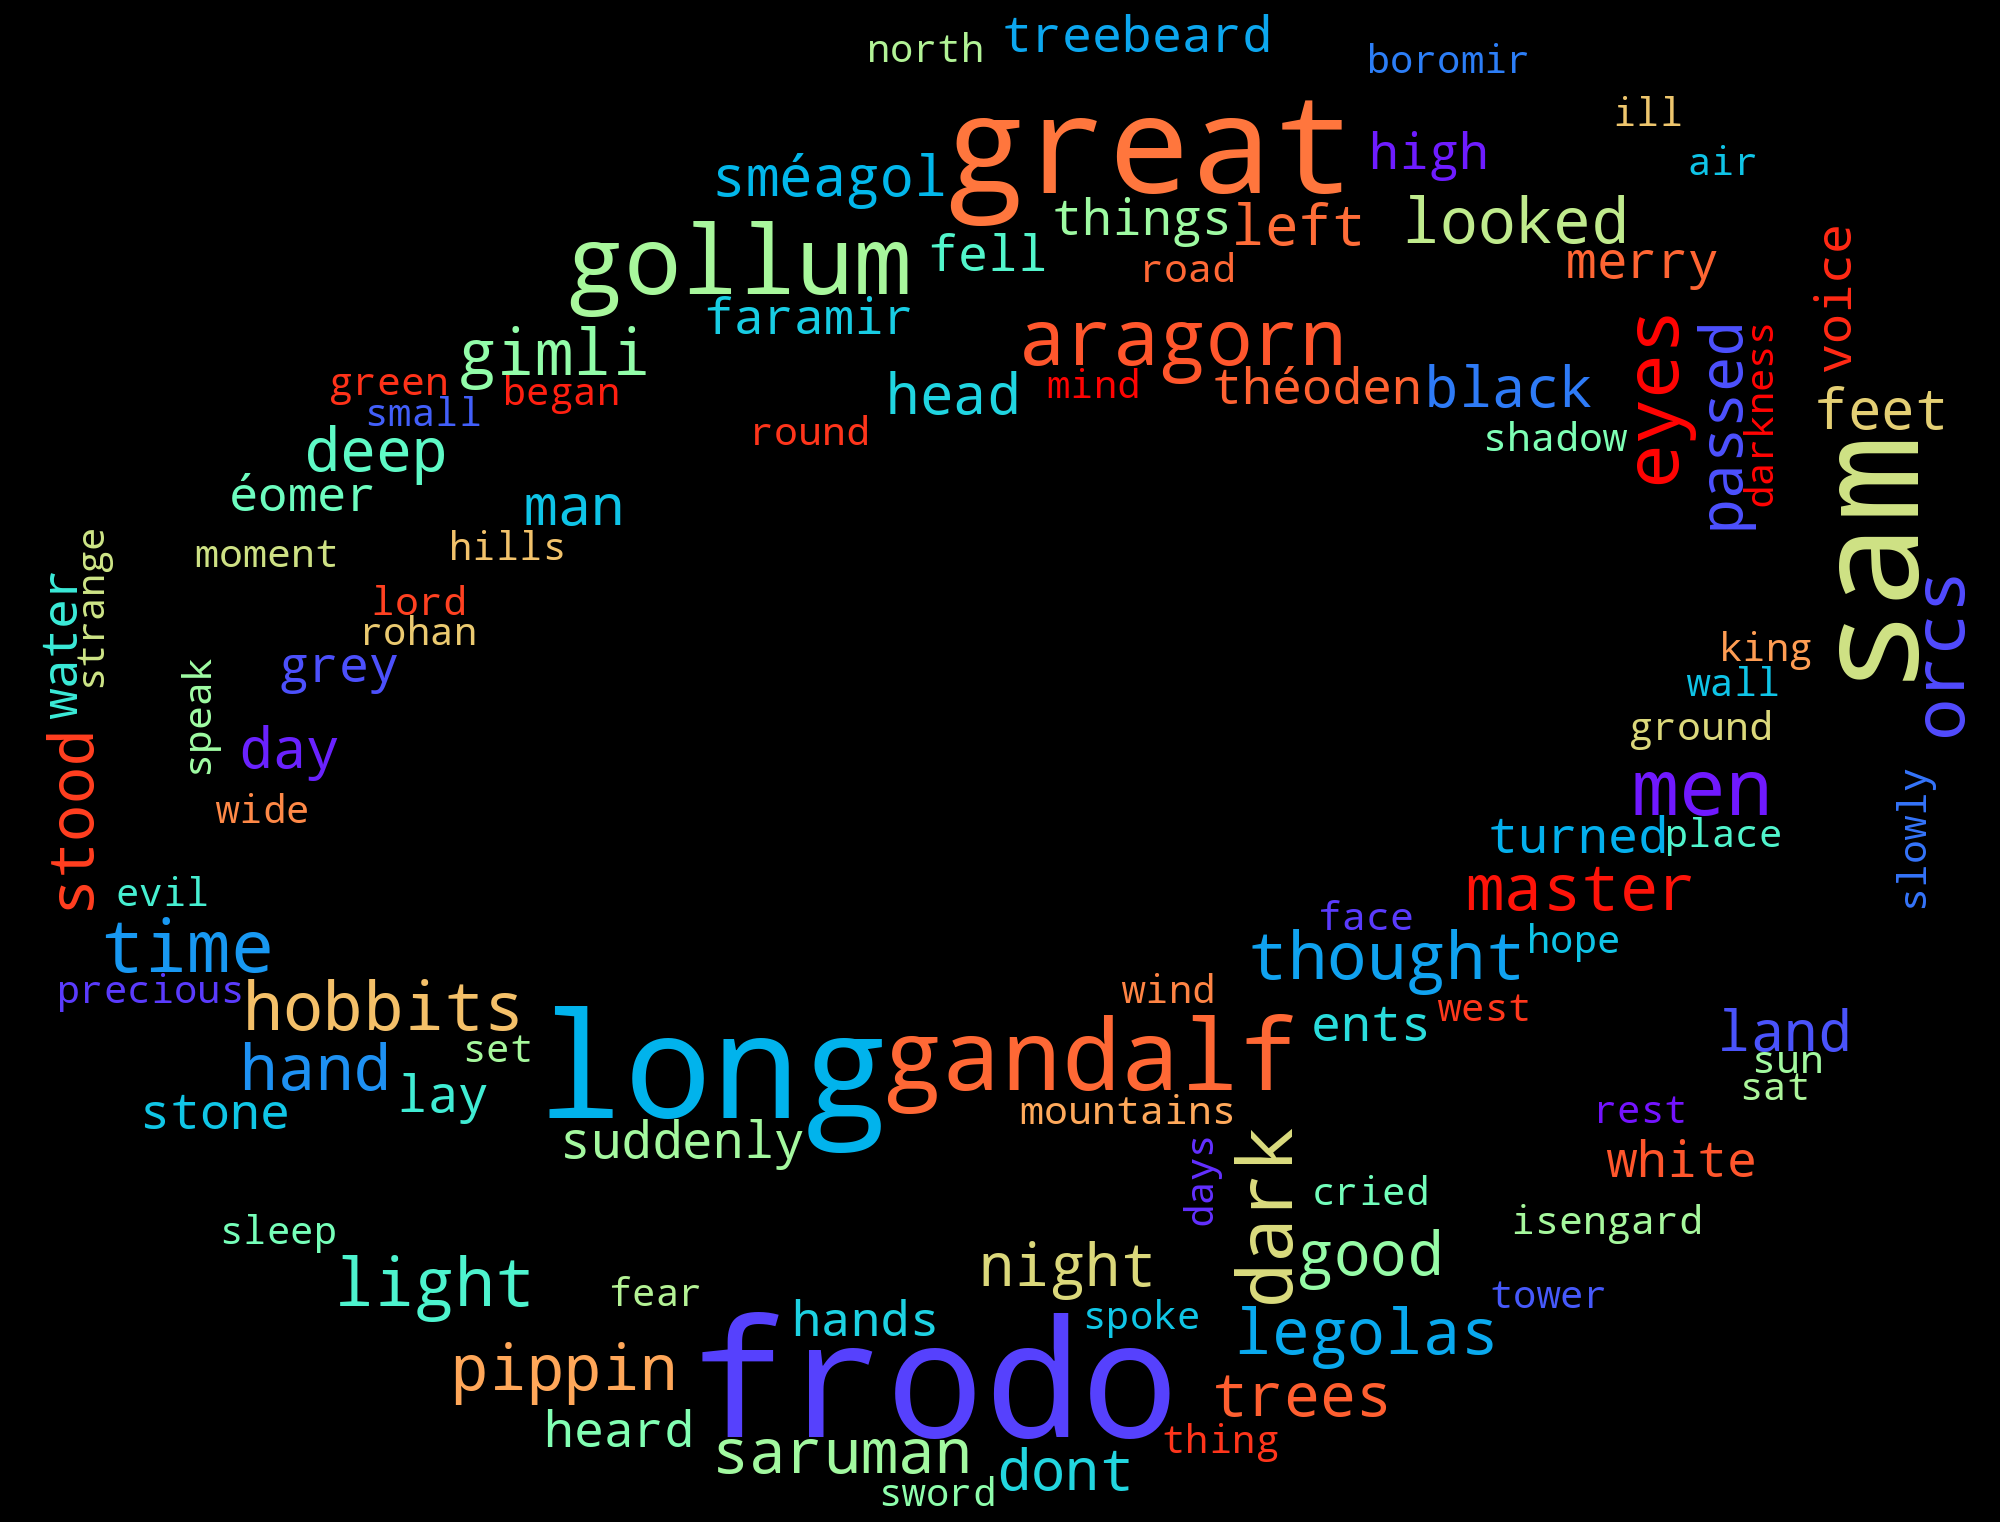 north
treebeard
boromir
ill
great
high
air
sméagol
things
left
looked
gollum
fell
road
merry
voice
faramir
aragorn
eyes
passed
darkness
gimli
green
began
head
mind
théoden
black
feet
small
deep
round
shadow
sam
éomer
man
moment
hills
strange
water
lord
rohan
orcs
king
grey
wall
speak
ground
day
stood
wide
men
slowly
turned
place
evil
master
time
face
thought
hope
precious
hobbits
wind
west
long
gandalf
ents
land
set
sun
hand
lay
sat
stone
mountains
rest
suddenly
days
dark
white
cried
sleep
isengard
night
good
light
fear
tower
hands
spoke
frodo
legolas
pippin
trees
heard
saruman
thing
dont
sword